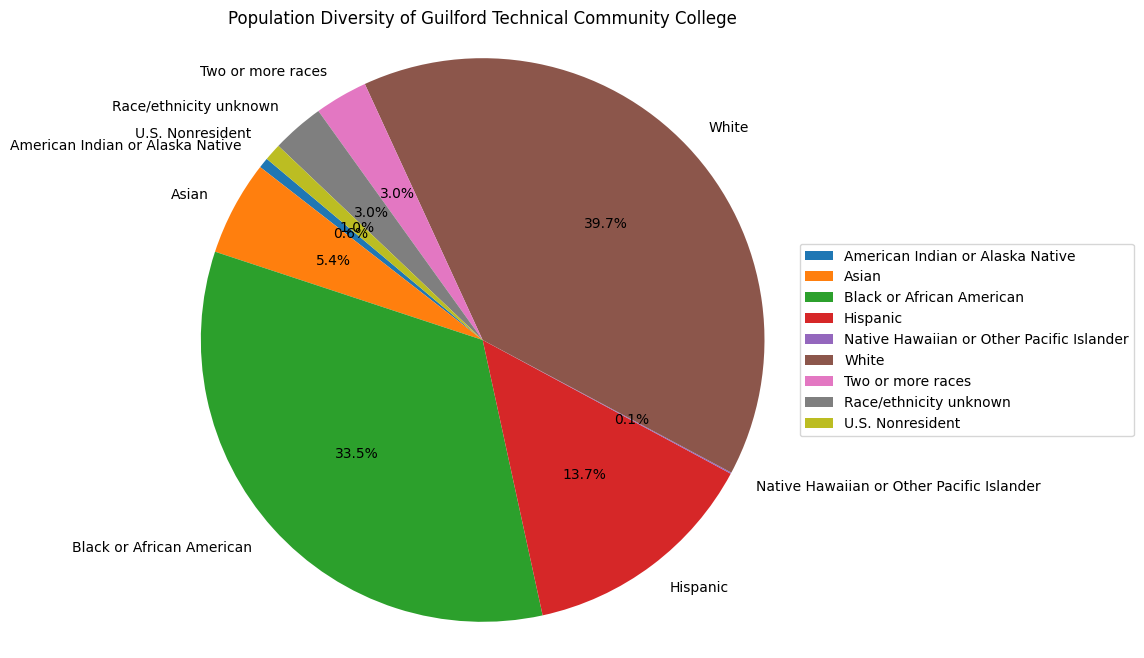 Population Diversity of Guilford Technical Community College
Two or more races
Race/ethnicity unknown
U.S. Nonresident
American Indian or Alaska Native
Asian
White
3.0%
3.0%
1.0%
0.6%
5.4%
39.7%
33.5%
13.7%
0.1%
Native Hawaiian or Other Pacific Islander
Black or African American
Hispanic
American Indian or Alaska Native
Asian
Black or African American
Hispanic
Native Hawaiian or Other Pacific Islander
White
Two or more races
Race/ethnicity unknown
U.S. Nonresident